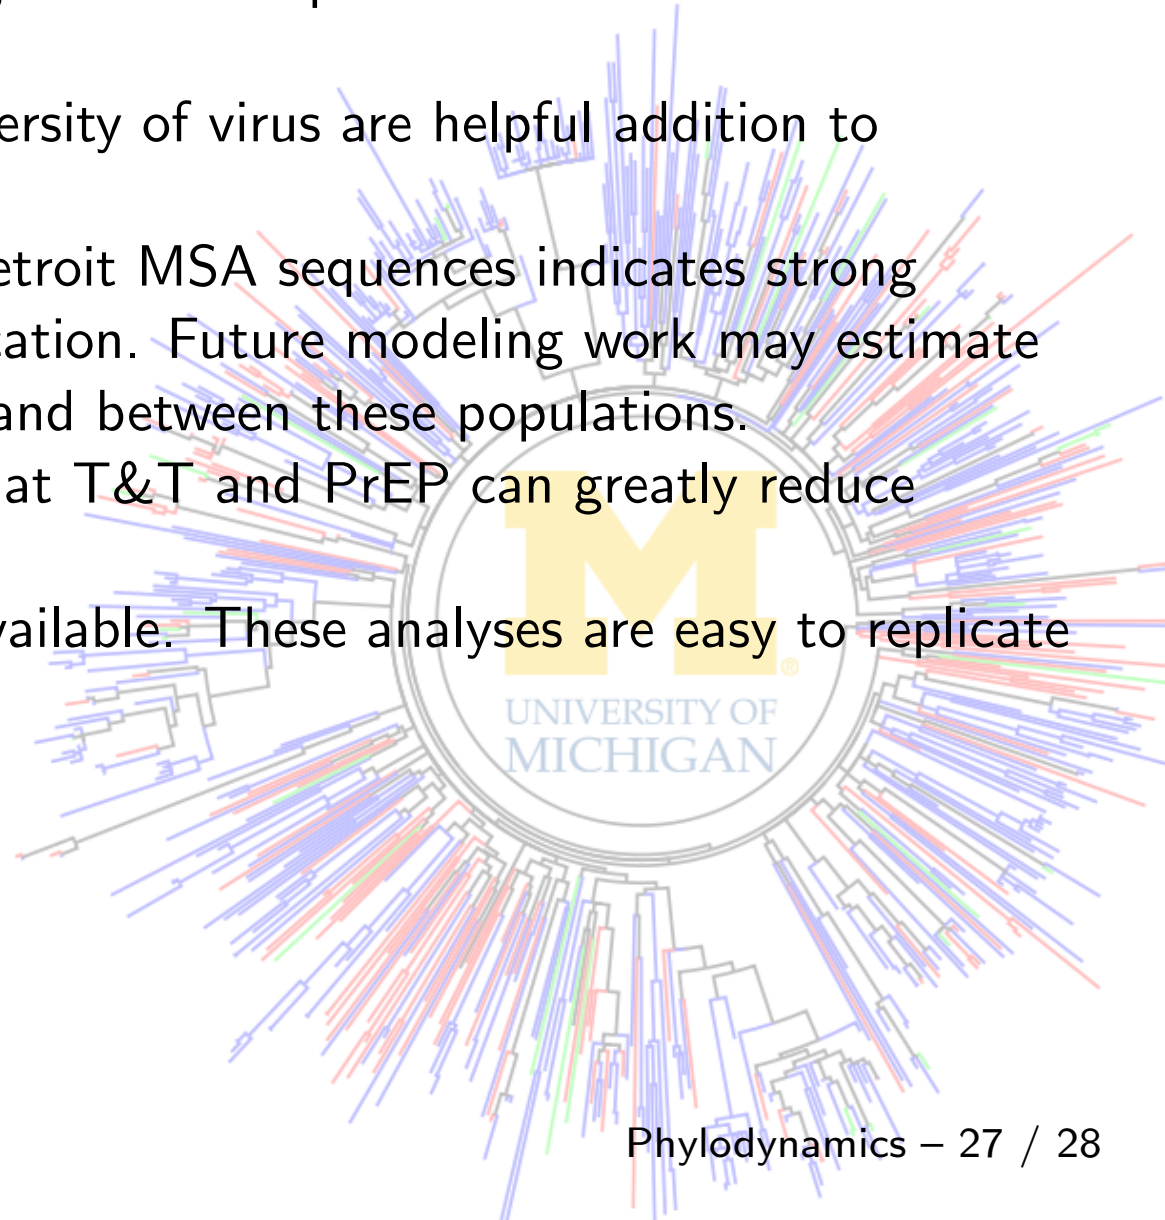 ersity of virus are helpful addition to
etroit MSA sequences indicates strong
cation. Future modeling work may estimate
and between these populations.
at T&T and PrEP can greatly reduce
vailable. These analyses are easy to replicate
M®
UNIVERSITY OF
MICHIGAN
Phylodynamics – 27 / 28